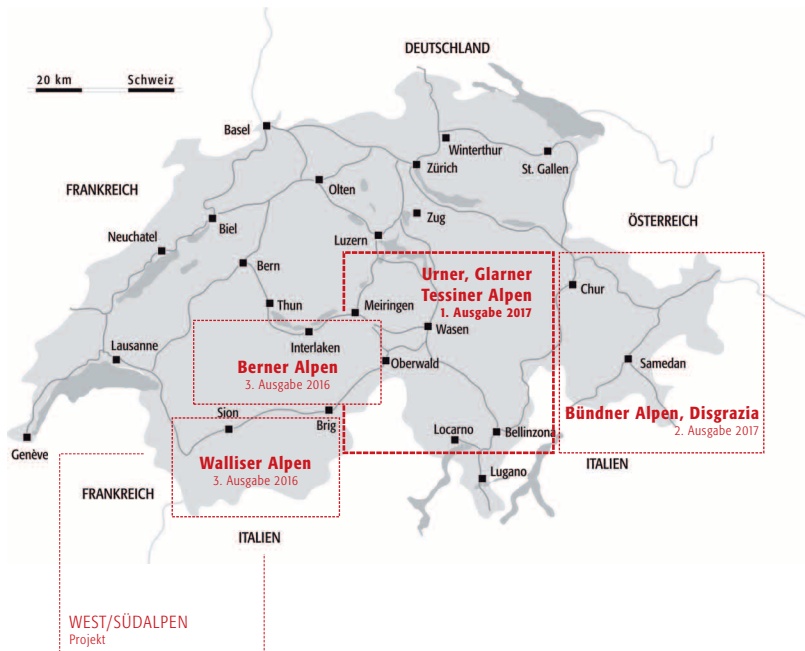 DEUTSCHLAND
20 km
Schweiz
Basel
Winterthur
Zürich
St. Gallen
FRANKREICH
Olten
Zug
ÖSTERREICH
Neuchatel
Biel
Luzern
Bern
Urner, Glarner
Tessiner Alpen
1. Ausgabe 2017
Chur
Thun
Meiringen
Wasen
Lausanne
Interlaken
Oberwald
Samedan
Berner Alpen
3. Ausgabe 2016
Sion
Brig
Bündner Alpen, Disgrazia
2. Ausgabe 2017
Locarno
Bellinzona
Genève
Walliser Alpen
3. Ausgabe 2016
Lugano
ITALIEN
FRANKREICH
ITALIEN
WEST/SÜDALPEN
Projekt